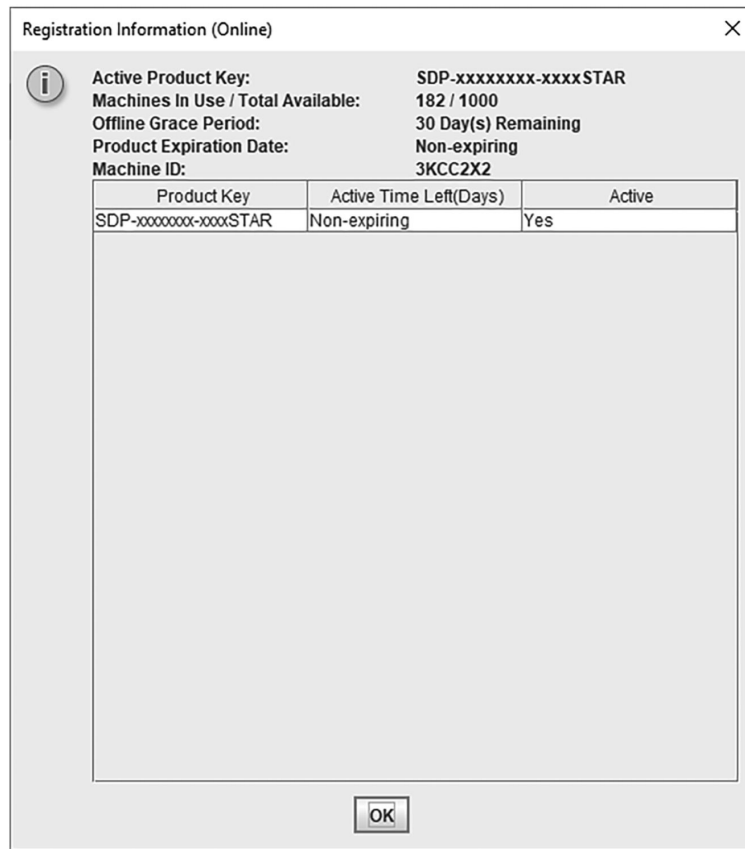 Registration Information (Online)
Active Product Key: SDP-xxxxxxxx-xxxxSTAR
Machines In Use / Total Available: 182 / 1000
Offline Grace Period: 30 Day(s) Remaining
Product Expiration Date: Non-expiring
Machine ID: 3KCC2X2
Product Key Active Time Left(Days) Active
SDP-xxxxxxxx-xxxxSTAR Non-expiring Yes
OK